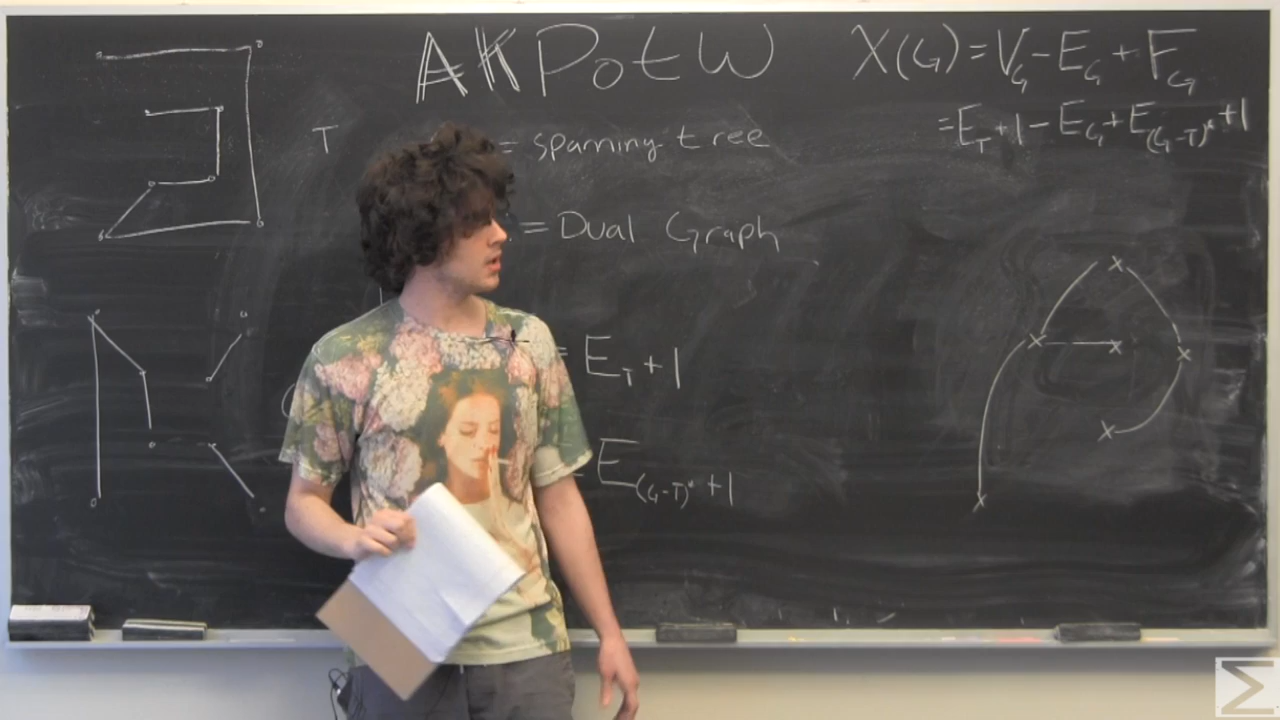 AKPotW
X(G)=V_G-E_G+F_G
=E_T+1-E_G+E_(G-T)*+1
T = spanning tree
= Dual Graph
= E_T+1
= E_(G-T)*+1
Σ